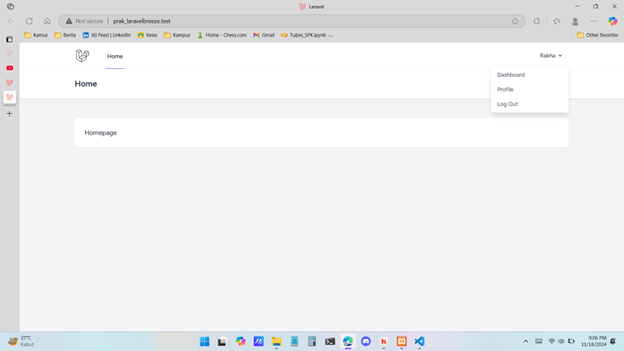 Laravel
Not secure prak_laravelbreeze.test
Kamus Berita (6) Feed | LinkedIn Kelas Kampus Home - Chess.com Gmail Tubes_SPK.ipynb -... Other favorites
Home Rakha
Dashboard
Home
Profile
Log Out
Homepage
27°C
Kabut
9:06 PM
11/18/2024